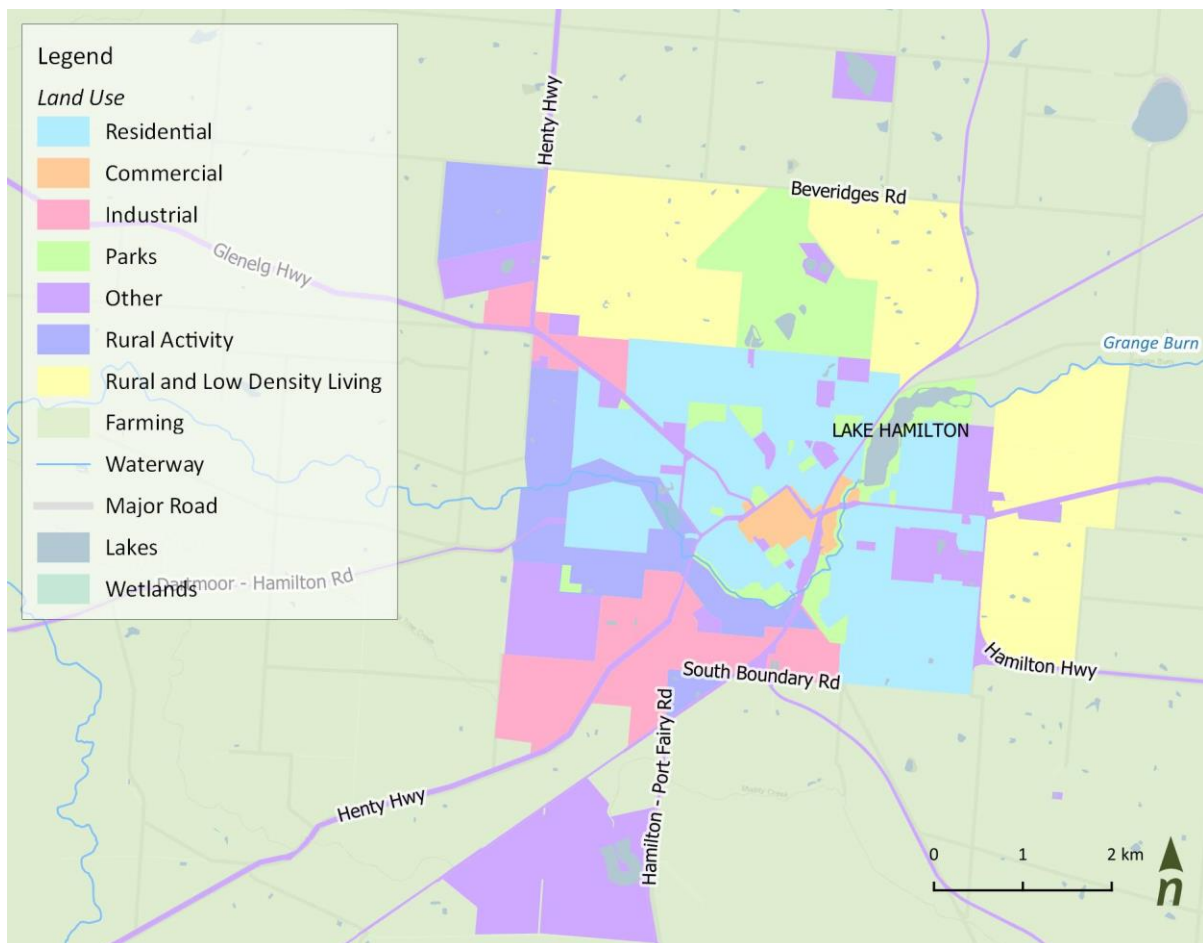 Legend
Land Use
Residential
Commercial
Industrial
Parks
Other
Rural Activity
Rural and Low Density Living
Farming
Waterway
Major Road
Lakes
Wetlands
Henty Hwy
Beveridges Rd
Glenelg Hwy
Grange Burn
LAKE HAMILTON
Dartmoor - Hamilton Rd
Hamilton Hwy
South Boundary Rd
Hamilton - Port Fairy Rd
Henty Hwy
0 1 2 km
n